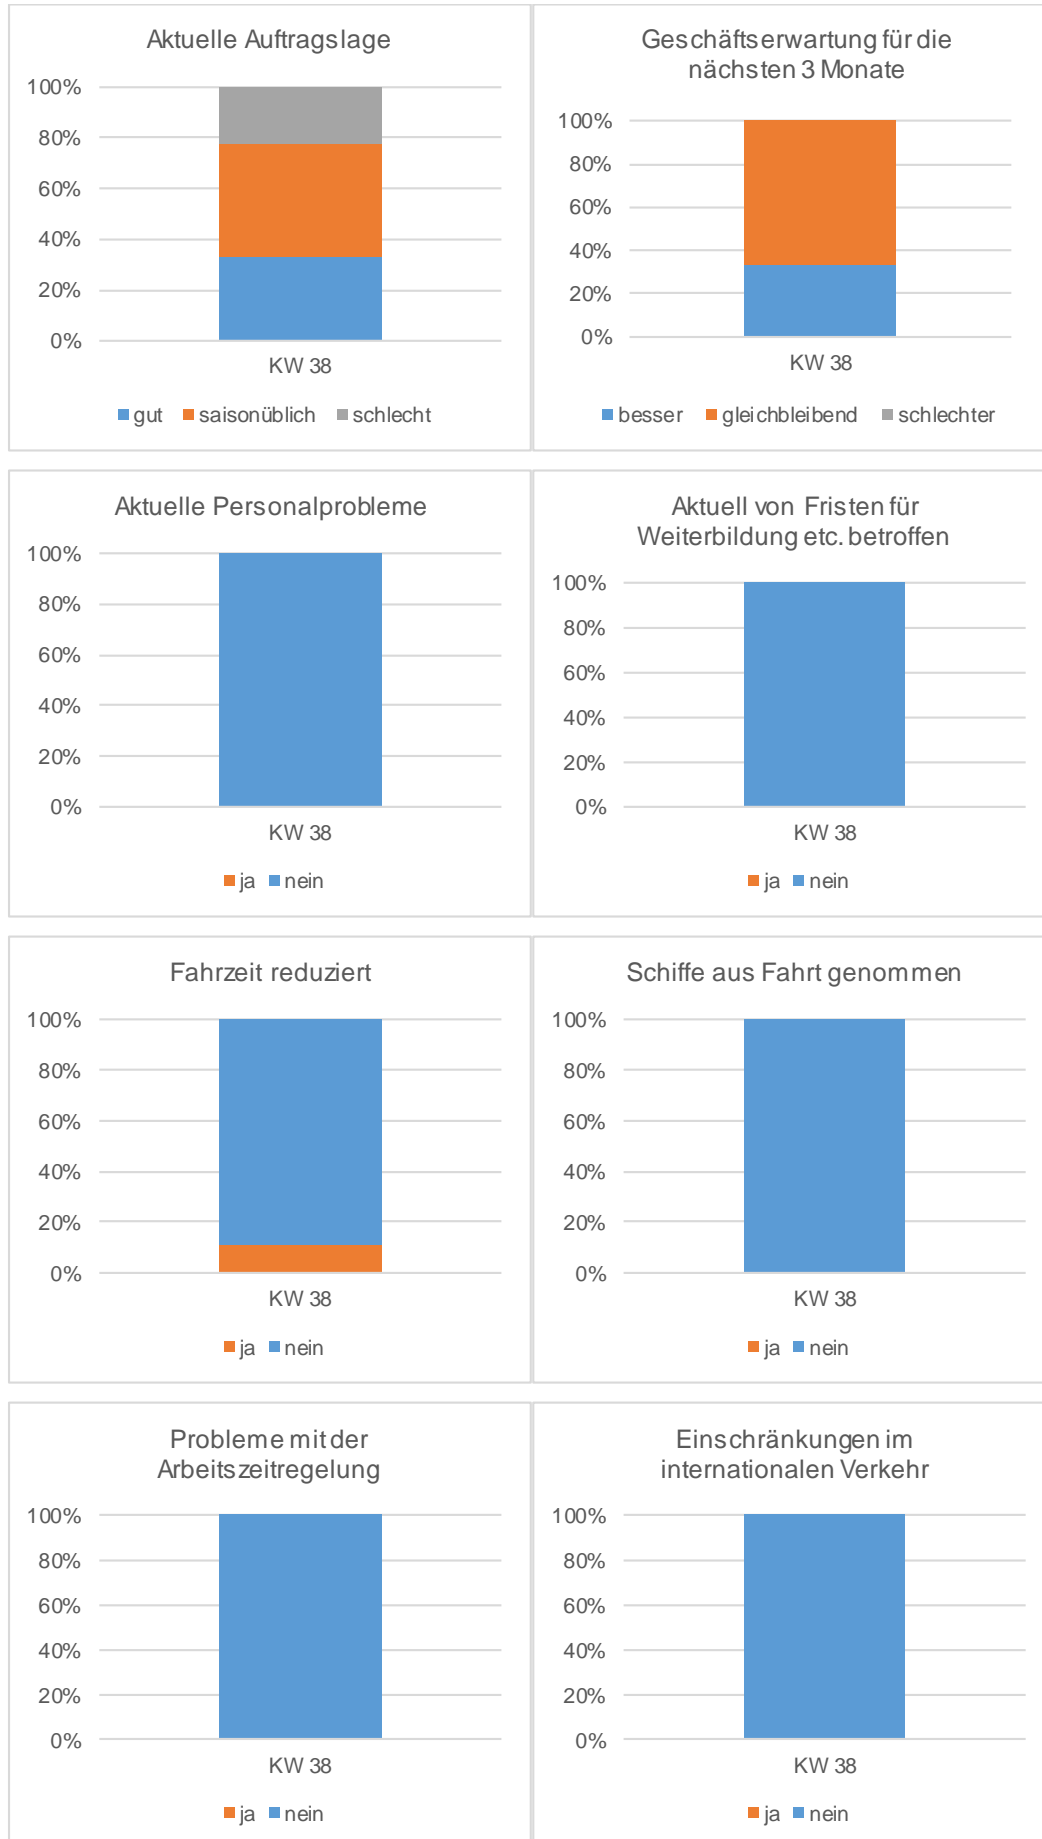 Aktuelle Auftragslage
100%
80%
60%
40%
20%
0%
KW 38
gut saisonüblich schlecht
Geschäftserwartung für die
nächsten 3 Monate
100%
80%
60%
40%
20%
0%
KW 38
besser gleichbleibend schlechter
Aktuelle Personalprobleme
100%
80%
60%
40%
20%
0%
KW 38
ja nein
Aktuell von Fristen für
Weiterbildung etc. betroffen
100%
80%
60%
40%
20%
0%
KW 38
ja nein
Fahrzeit reduziert
100%
80%
60%
40%
20%
0%
KW 38
ja nein
Schiffe aus Fahrt genommen
100%
80%
60%
40%
20%
0%
KW 38
ja nein
Probleme mit der
Arbeitszeitregelung
100%
80%
60%
40%
20%
0%
KW 38
ja nein
Einschränkungen im
internationalen Verkehr
100%
80%
60%
40%
20%
0%
KW 38
ja nein